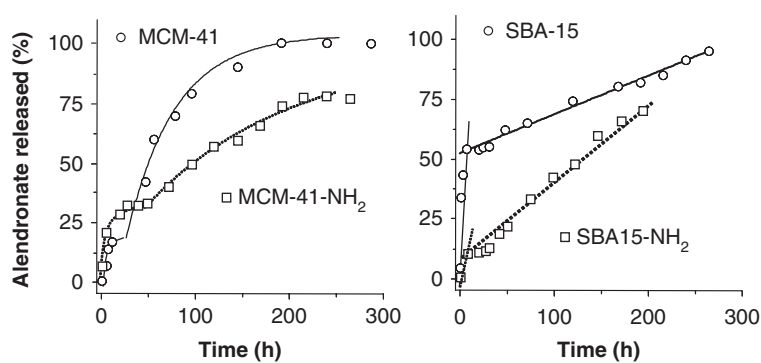 Alendronate released (%)
100
75
50
25
0
MCM-41
MCM-41-NH₂
0 100 200 300
Time (h)
100
75
50
25
0
SBA-15
SBA15-NH₂
0 100 200 300
Time (h)